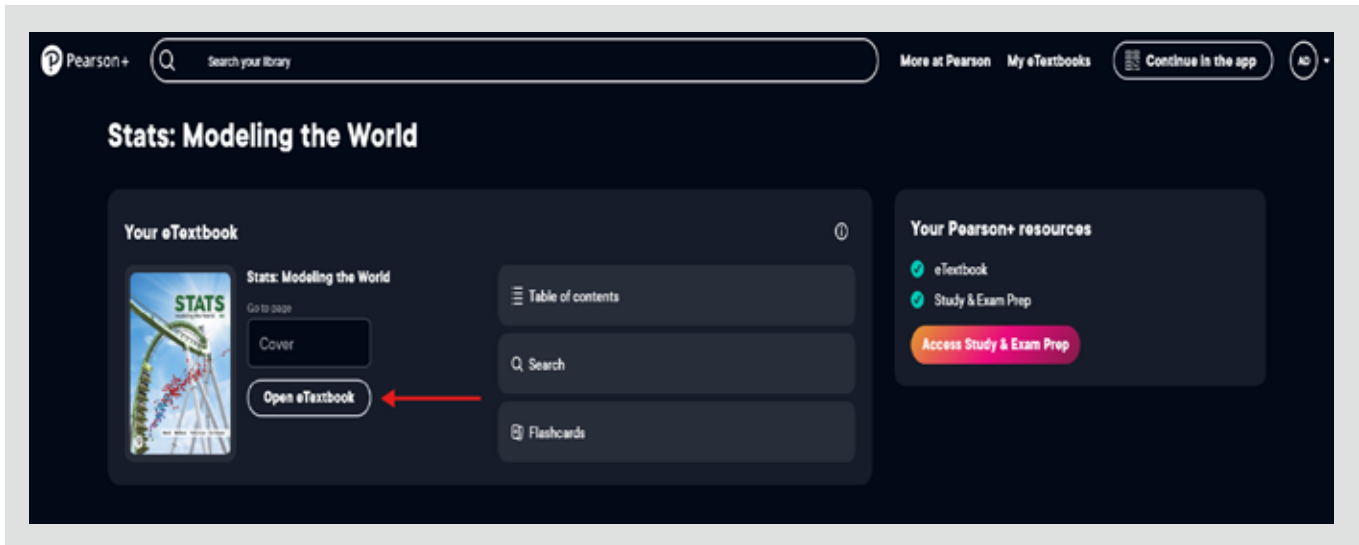 Pearson+
Search your library
More at Pearson
My eTextbooks
Continue in the app
AD
Stats: Modeling the World
Your eTextbook
STATS
Stats: Modeling the World
Go to page
Cover
Open eTextbook
Table of contents
Search
Flashcards
Your Pearson+ resources
eTextbook
Study & Exam Prep
Access Study & Exam Prep